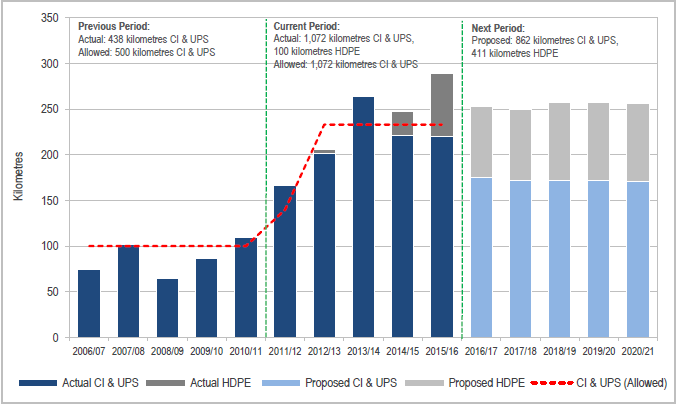 350
300
250
200
150
100
50
0
Kilometres
Previous Period:
Actual: 438 kilometres CI & UPS
Allowed: 500 kilometres CI & UPS
Current Period:
Actual: 1,072 kilometres CI & UPS,
100 kilometres HDPE
Allowed: 1,072 kilometres CI & UPS
Next Period:
Proposed: 862 kilometres CI & UPS,
411 kilometres HDPE
2006/07 2007/08 2008/09 2009/10 2010/11 2011/12 2012/13 2013/14 2014/15 2015/16 2016/17 2017/18 2018/19 2019/20 2020/21
Actual CI & UPS Actual HDPE Proposed CI & UPS Proposed HDPE CI & UPS (Allowed)